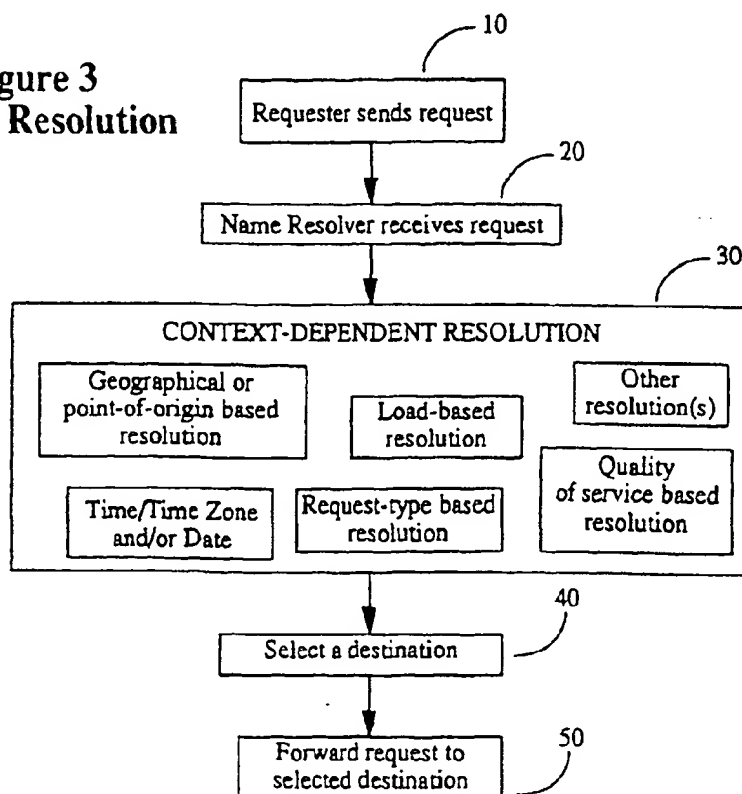 10
gure 3
Resolution
Requester sends request
20
Name Resolver receives request
30
CONTEXT-DEPENDENT RESOLUTION
Geographical or
point-of-origin based
resolution
Load-based
resolution
Other
resolution(s)
Time/Time Zone
and/or Date
Request-type based
resolution
Quality
of service based
resolution
40
Select a destination
50
Forward request to
selected destination